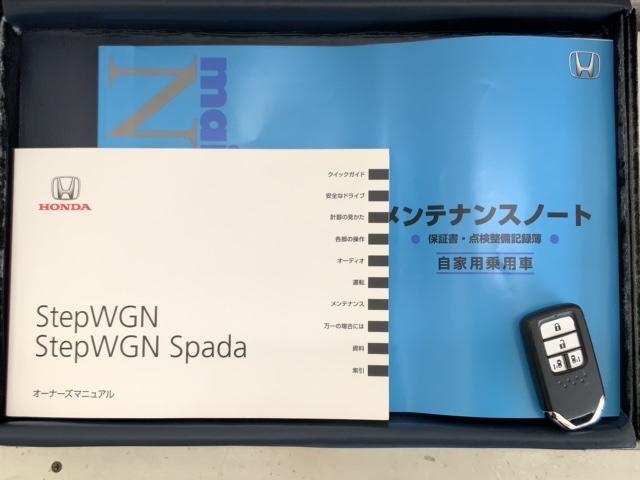 mai
N
HONDA
クイックガイド
安全なドライブ
計器の見かた
各部の操作
オーディオ
運転
メンテナンス
万一の場合には
資料
索引
StepWGN
StepWGN Spada
オーナーズマニュアル
メンテナンスノート
保証書・点検整備記録簿
自家用乗用車